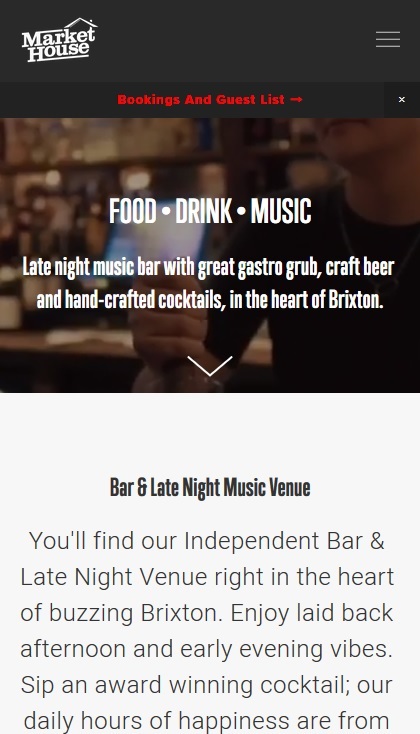 Market
House
Bookings And Guest List →
×
FOOD • DRINK • MUSIC
Late night music bar with great gastro grub, craft beer
and hand-crafted cocktails, in the heart of Brixton.
Bar & Late Night Music Venue
You'll find our Independent Bar &
Late Night Venue right in the heart
of buzzing Brixton. Enjoy laid back
afternoon and early evening vibes.
Sip an award winning cocktail; our
daily hours of happiness are from